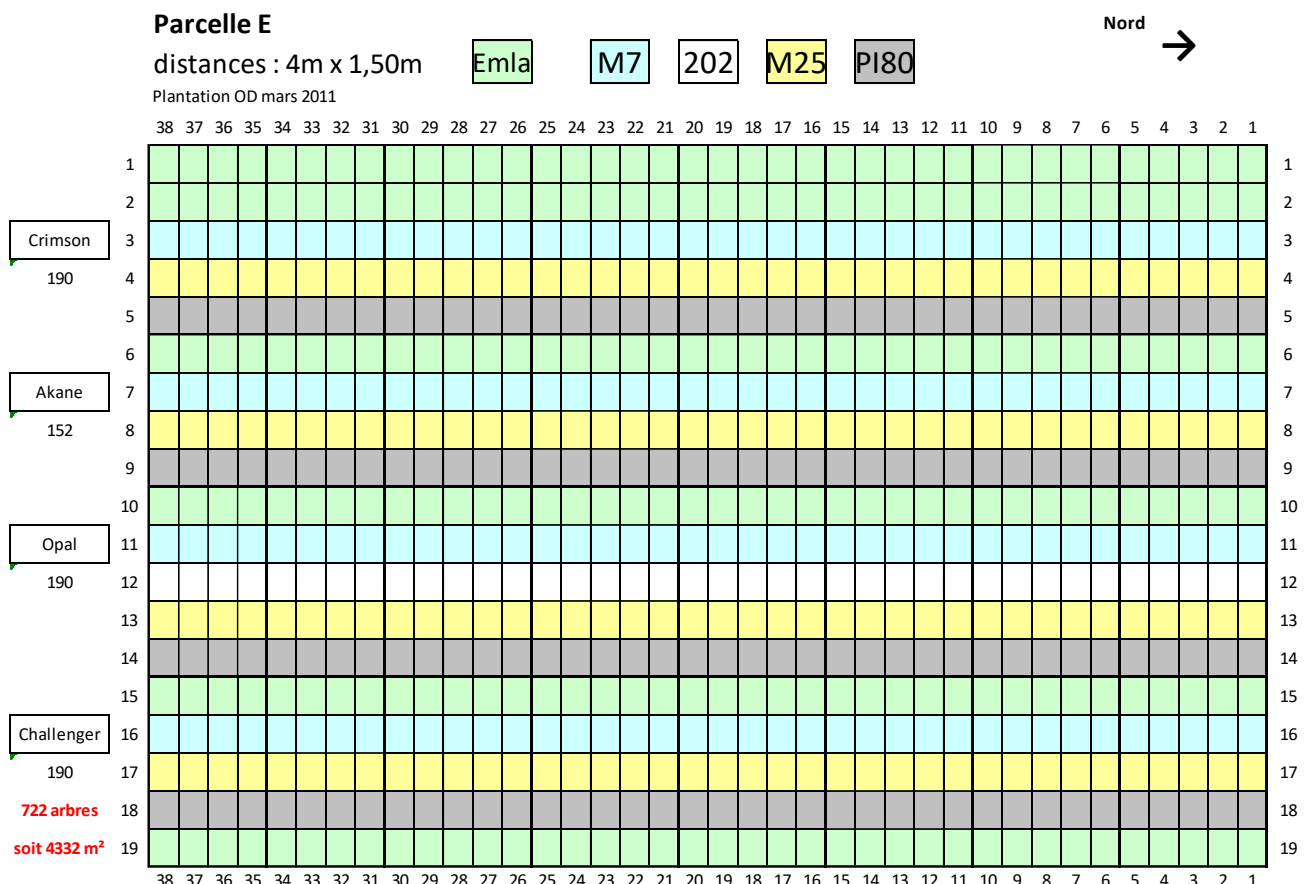 Parcelle E
Nord
distances : 4m x 1,50m Emla M7 202 M25 PI80
Plantation OD mars 2011
38 37 36 35 34 33 32 31 30 29 28 27 26 25 24 23 22 21 20 19 18 17 16 15 14 13 12 11 10 9 8 7 6 5 4 3 2 1
1 1
2 2
Crimson 3 3
190 4 4
5 5
6 6
Akane 7 7
152 8 8
9 9
10 10
Opal 11 11
190 12 12
13 13
14 14
15 15
Challenger 16 16
190 17 17
722 arbres 18 18
soit 4332 m² 19 19
38 37 36 35 34 33 32 31 30 29 28 27 26 25 24 23 22 21 20 19 18 17 16 15 14 13 12 11 10 9 8 7 6 5 4 3 2 1